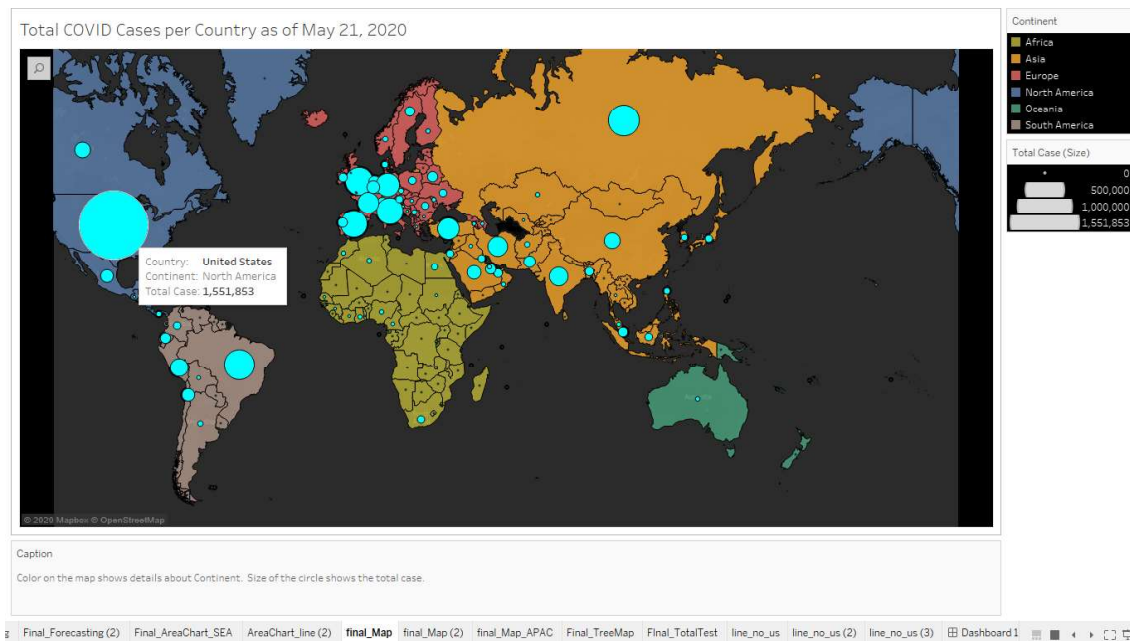 Total COVID Cases per Country as of May 21, 2020
Country: United States
Continent: North America
Total Case: 1,551,853
© 2020 Mapbox © OpenStreetMap
Continent
Africa
Asia
Europe
North America
Oceania
South America
Total Case (Size)
0
500,000
1,000,000
1,551,853
Caption
Color on the map shows details about Continent. Size of the circle shows the total case.
Final_Forecasting (2) Final_AreaChart_SEA AreaChart_line (2) final_Map final_Map (2) final_Map_APAC Final_TreeMap FInal_TotalTest line_no_us line_no_us (2) line_no_us (3) Dashboard 1